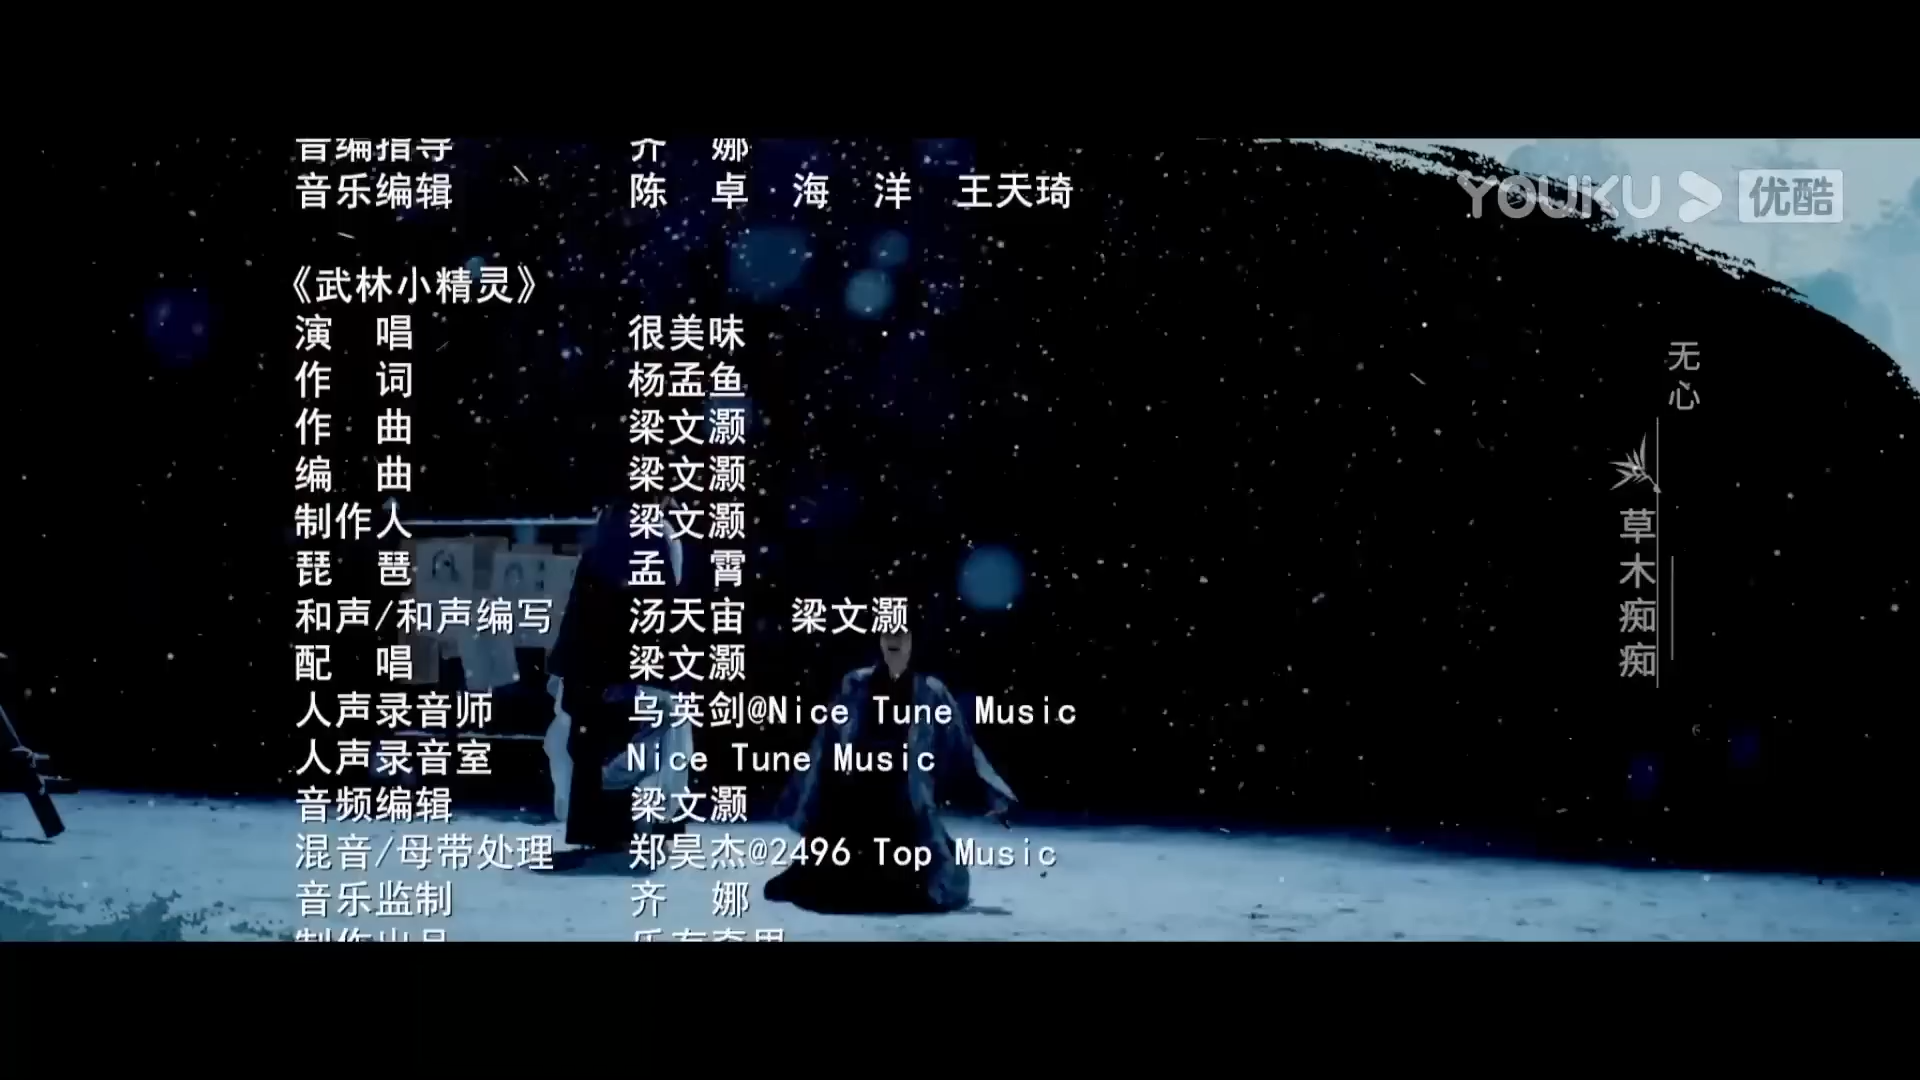 音编指导 齐 娜
音乐编辑 陈 卓 海 洋 王天琦
《武林小精灵》
演 唱 很美味
作 词 杨孟鱼
作 曲 梁文灏
编 曲 梁文灏
制作人 梁文灏
琵 琶 孟 霄
和声/和声编写 汤天宙 梁文灏
配 唱 梁文灏
人声录音师 乌英剑@Nice Tune Music
人声录音室 Nice Tune Music
音频编辑 梁文灏
混音/母带处理 郑昊杰@2496 Top Music
音乐监制 齐 娜
YOUKU 优酷
无心
草木痴痴